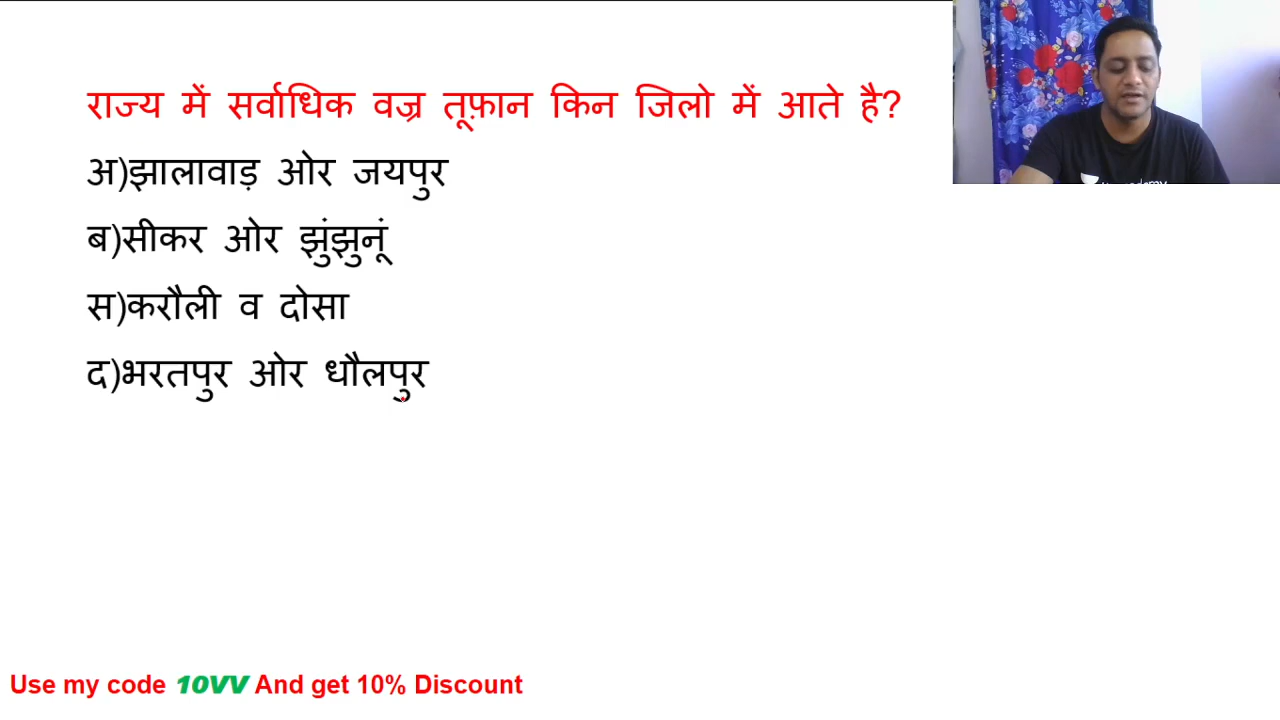 राज्य में सर्वाधिक वज्र तूफ़ान किन जिलो में आते है?
अ)झालावाड़ ओर जयपुर
ब)सीकर ओर झुंझुनूं
स)करौली व दोसा
द)भरतपुर ओर धौलपुर
Use my code 10VV And get 10% Discount